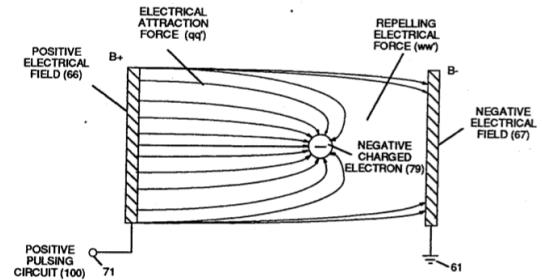 ELECTRICAL
ATTRACTION
FORCE (qq')
REPELLING
ELECTRICAL
FORCE (ww')
POSITIVE
ELECTRICAL
FIELD (66)
B+
B-
NEGATIVE
ELECTRICAL
FIELD (67)
NEGATIVE
CHARGED
ELECTRON (79)
POSITIVE
PULSING
CIRCUIT (100)
71
61